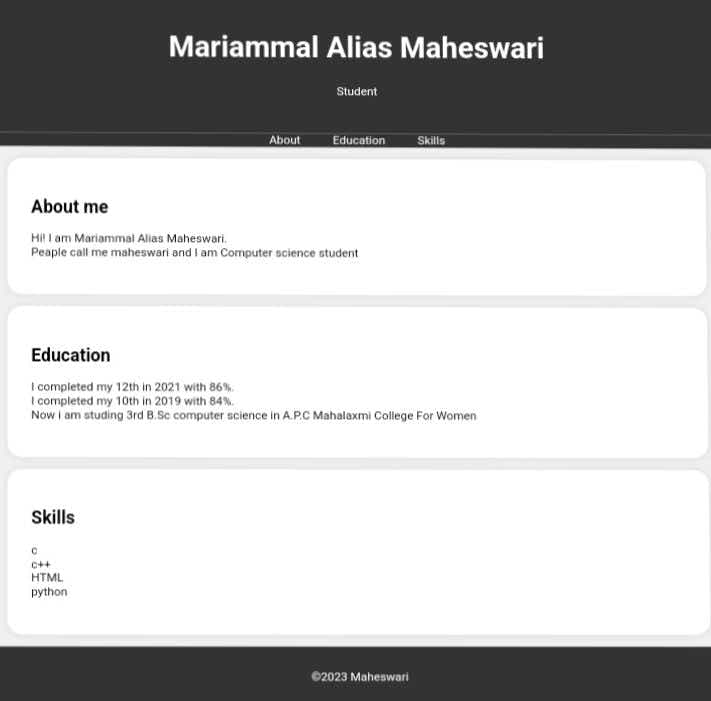 Mariammal Alias Maheswari
Student
About Education Skills
About me
Hi! I am Mariammal Alias Maheswari.
Peaple call me maheswari and I am Computer science student
Education
I completed my 12th in 2021 with 86%.
I completed my 10th in 2019 with 84%.
Now i am studing 3rd B.Sc computer science in A.P.C Mahalaxmi College For Women
Skills
c
c++
HTML
python
©2023 Maheswari